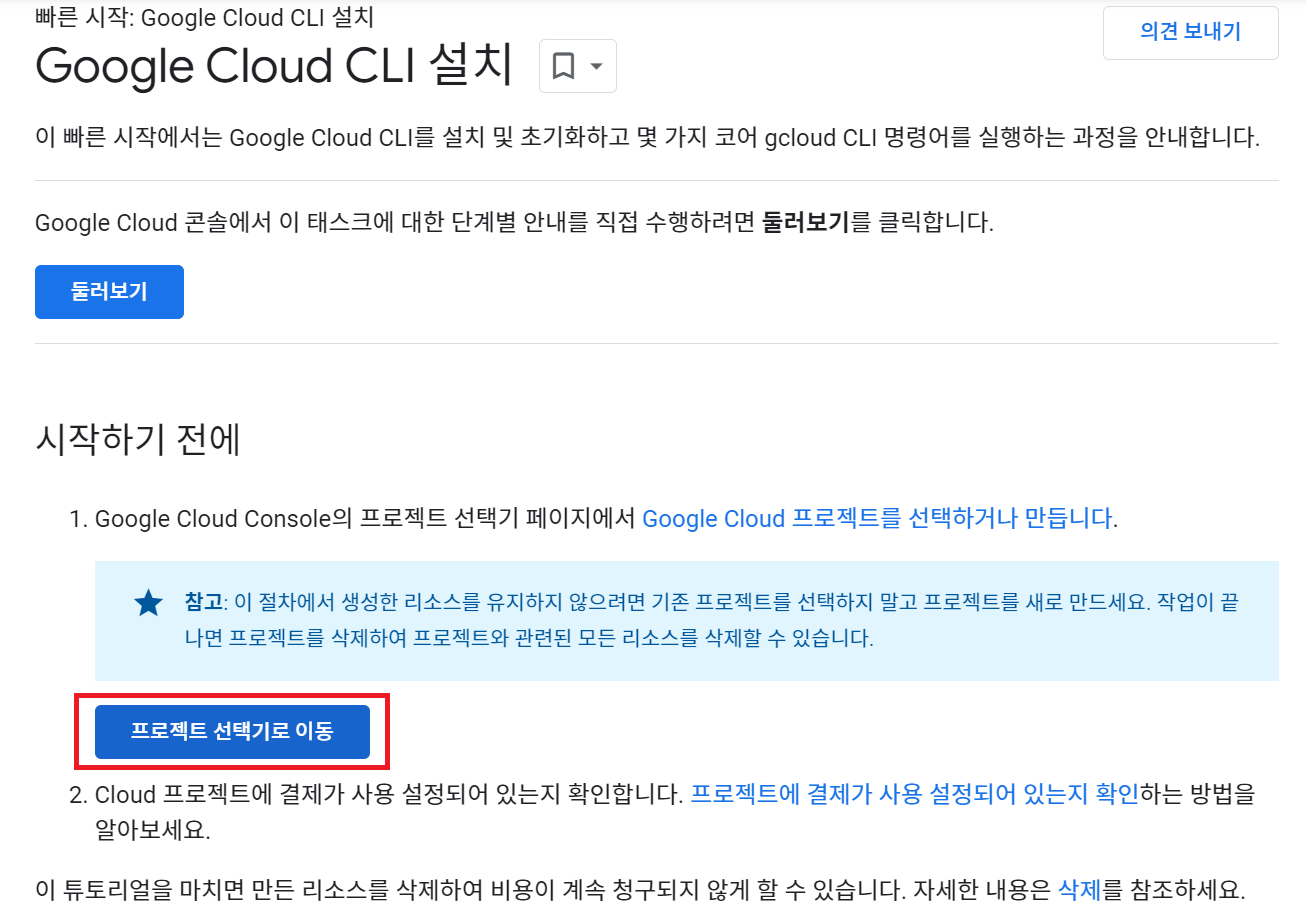 빠른 시작: Google Cloud CLI 설치
의견 보내기
Google Cloud CLI 설치
이 빠른 시작에서는 Google Cloud CLI를 설치 및 초기화하고 몇 가지 코어 gcloud CLI 명령어를 실행하는 과정을 안내합니다.
Google Cloud 콘솔에서 이 태스크에 대한 단계별 안내를 직접 수행하려면 둘러보기를 클릭합니다.
둘러보기
시작하기 전에
1. Google Cloud Console의 프로젝트 선택기 페이지에서 Google Cloud 프로젝트를 선택하거나 만듭니다.
참고: 이 절차에서 생성한 리소스를 유지하지 않으려면 기존 프로젝트를 선택하지 말고 프로젝트를 새로 만드세요. 작업이 끝
나면 프로젝트를 삭제하여 프로젝트와 관련된 모든 리소스를 삭제할 수 있습니다.
프로젝트 선택기로 이동
2. Cloud 프로젝트에 결제가 사용 설정되어 있는지 확인합니다. 프로젝트에 결제가 사용 설정되어 있는지 확인하는 방법을
알아보세요.
이 튜토리얼을 마치면 만든 리소스를 삭제하여 비용이 계속 청구되지 않게 할 수 있습니다. 자세한 내용은 삭제를 참조하세요.